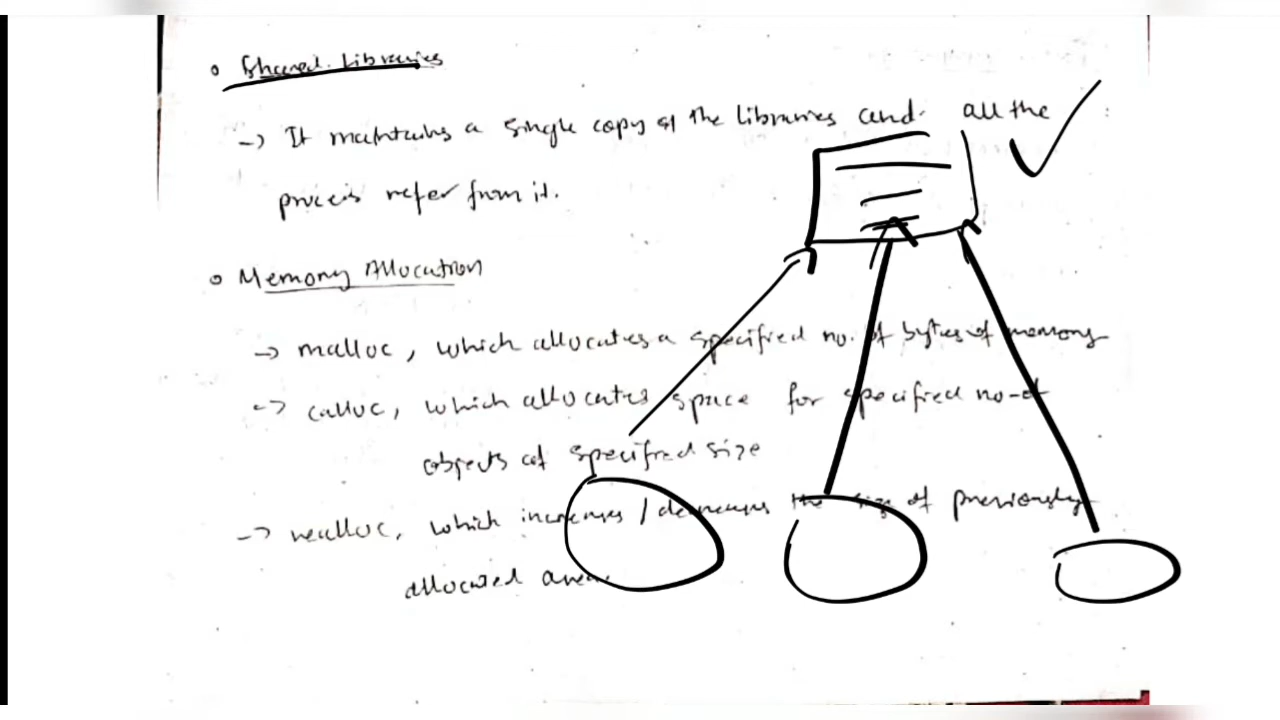 Shared Libraries
-> It maintains a single copy of the libraries and all the
process refer from it.
Memory Allocation
-> malloc, which allocates a specified no. of bytes of memory
-> calloc, which allocates space for specified no. of
objects of specified size
-> realloc, which increases / decreases the size of previously
allocated area.